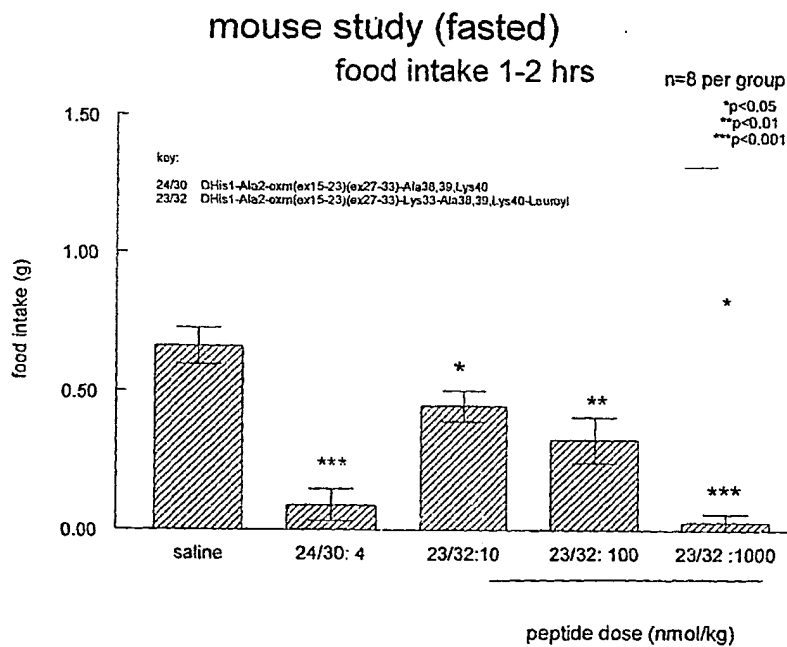 mouse study (fasted)
food intake 1-2 hrs
n=8 per group
*p<0.05
**p<0.01
***p<0.001
key:
24/30 DHis1-Ala2-oxm(ex15-23)(ex27-33)-Ala38,39,Lys40
23/32 DHis1-Ala2-oxm(ex15-23)(ex27-33)-Lys33-Ala38,39,Lys40-Lauroyl
food intake (g)
1.50
1.00
0.50
0.00
*
*
**
***
***
saline
24/30: 4
23/32:10
23/32: 100
23/32 :1000
peptide dose (nmol/kg)